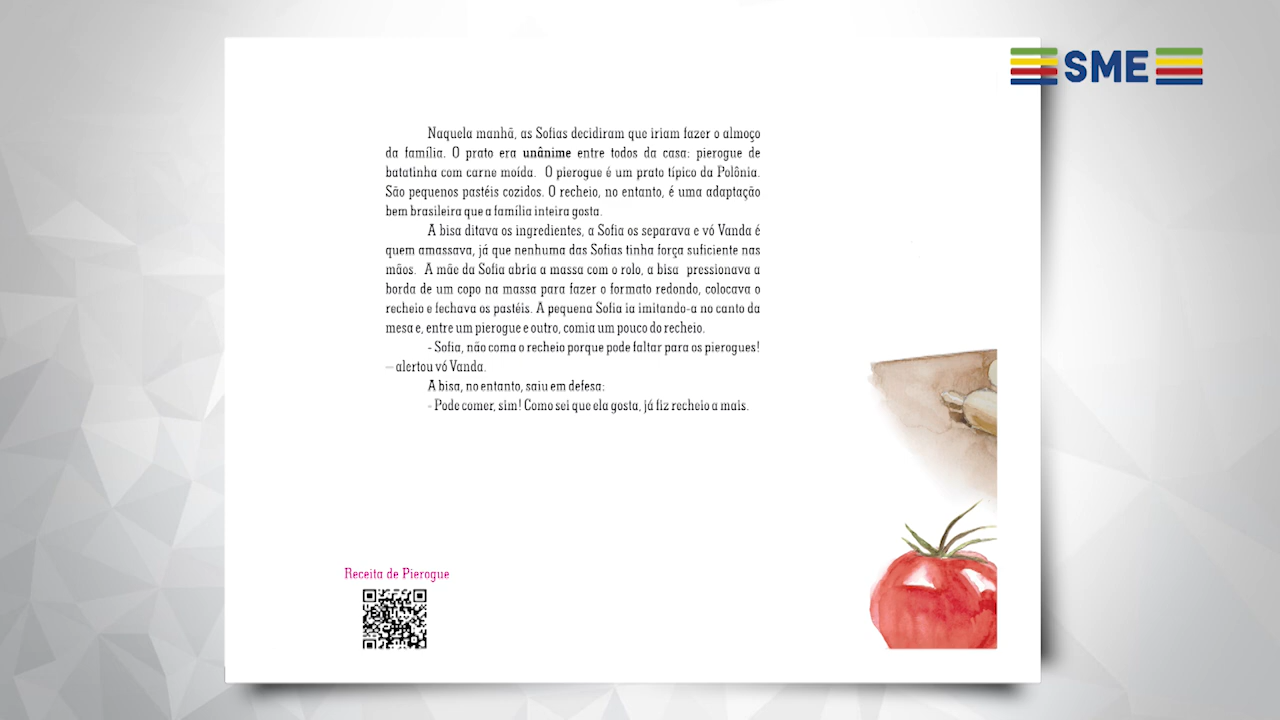 SME
Naquela manhã, as Sofias decidiram que iriam fazer o almoço
da família. O prato era unânime entre todos da casa: pierogue de
batatinha com carne moída. O pierogue é um prato típico da Polônia.
São pequenos pastéis cozidos. O recheio, no entanto, é uma adaptação
bem brasileira que a família inteira gosta.
A bisa ditava os ingredientes, a Sofia os separava e vó Vanda é
quem amassava, já que nenhuma das Sofias tinha força suficiente nas
mãos. A mãe da Sofia abria a massa com o rolo, a bisa pressionava a
borda de um copo na massa para fazer o formato redondo, colocava o
recheio e fechava os pastéis. A pequena Sofia ia imitando-a no canto da
mesa e, entre um pierogue e outro, comia um pouco do recheio.
- Sofia, não coma o recheio porque pode faltar para os pierogues!
– alertou vó Vanda.
A bisa, no entanto, saiu em defesa:
- Pode comer, sim! Como sei que ela gosta, já fiz recheio a mais.
Receita de Pierogue